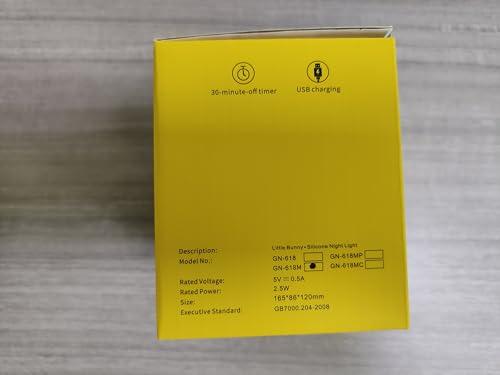 30-minute-off timer USB charging
Description: Little Bunny•Silicone Night Light
Model No.: GN-618 GN-618MP
GN-618M GN-618MC
Rated Voltage: 5V⎓0.5A
Rated Power: 2.5W
Size: 165*86*120mm
Executive Standard: GB7000.204-2008